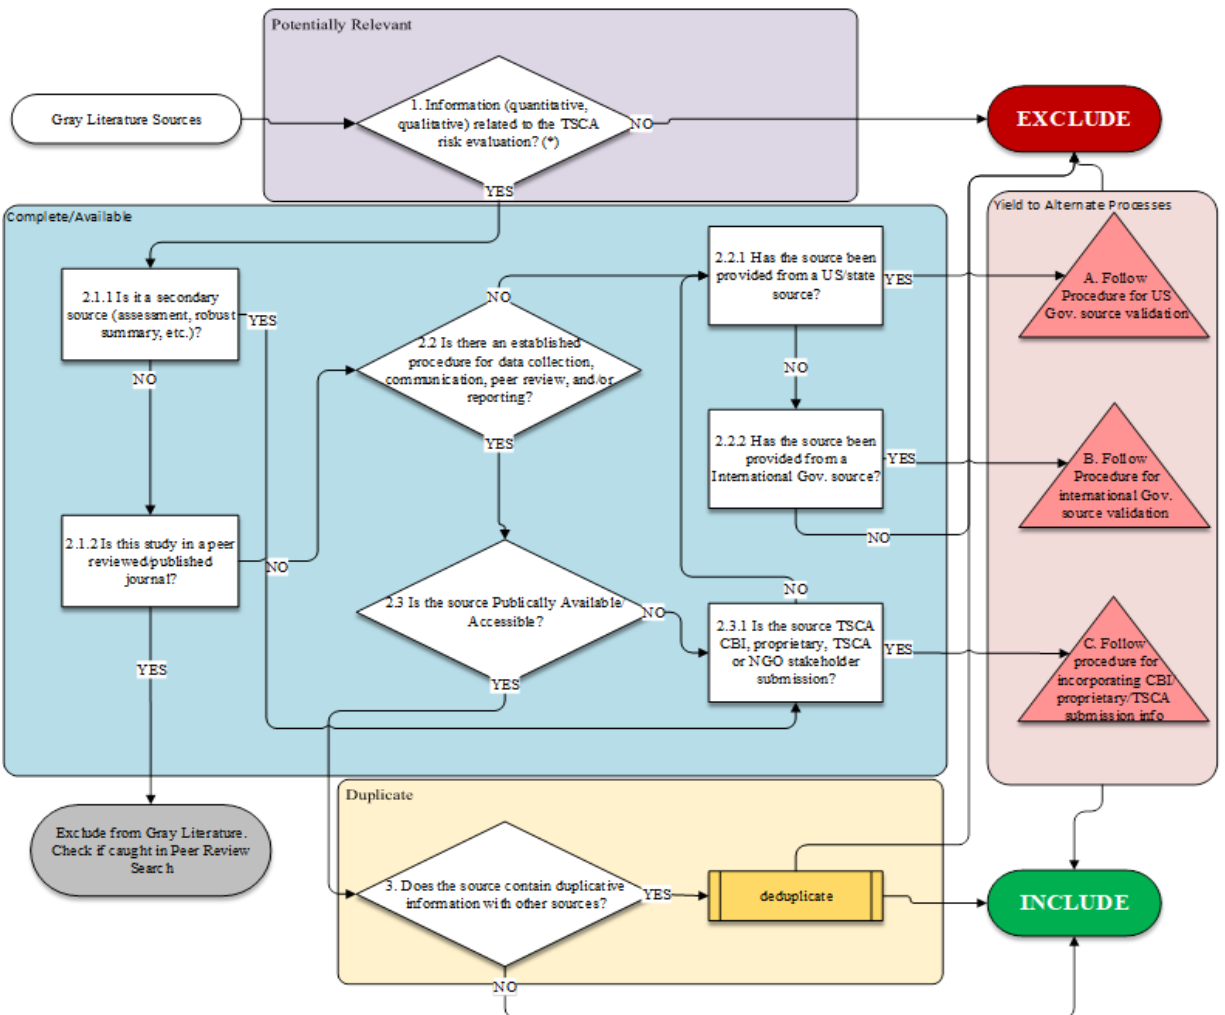 Potentially Relevant
Gray Literature Sources
1. Information (quantitative,
qualitative) related to the TSCA
risk evaluation? (*)
NO
EXCLUDE
YES
Complete/Available
Yield to Alternate Processes
2.1.1 Is it a secondary
source (assessment, robust
summary, etc.)?
YES
NO
2.2 Is there an established
procedure for data collection,
communication, peer review, and/or
reporting?
NO
YES
2.2.1 Has the source been
provided from a US/state
source?
YES
NO
A. Follow
Procedure for US
Gov. source validation
2.2.2 Has the source been
provided from a
International Gov. source?
YES
NO
B. Follow
Procedure for
international Gov.
source validation
2.1.2 Is this study in a peer
reviewed/published
journal?
NO
YES
2.3 Is the source Publically Available/
Accessible?
NO
YES
NO
2.3.1 Is the source TSCA
CBI, proprietary, TSCA
or NGO stakeholder
submission?
YES
C. Follow
procedure for
incorporating CBI/
proprietary/TSCA
submission info
Exclude from Gray Literature.
Check if caught in Peer Review
Search
Duplicate
3. Does the source contain duplicative
information with other sources?
YES
deduplicate
INCLUDE
NO